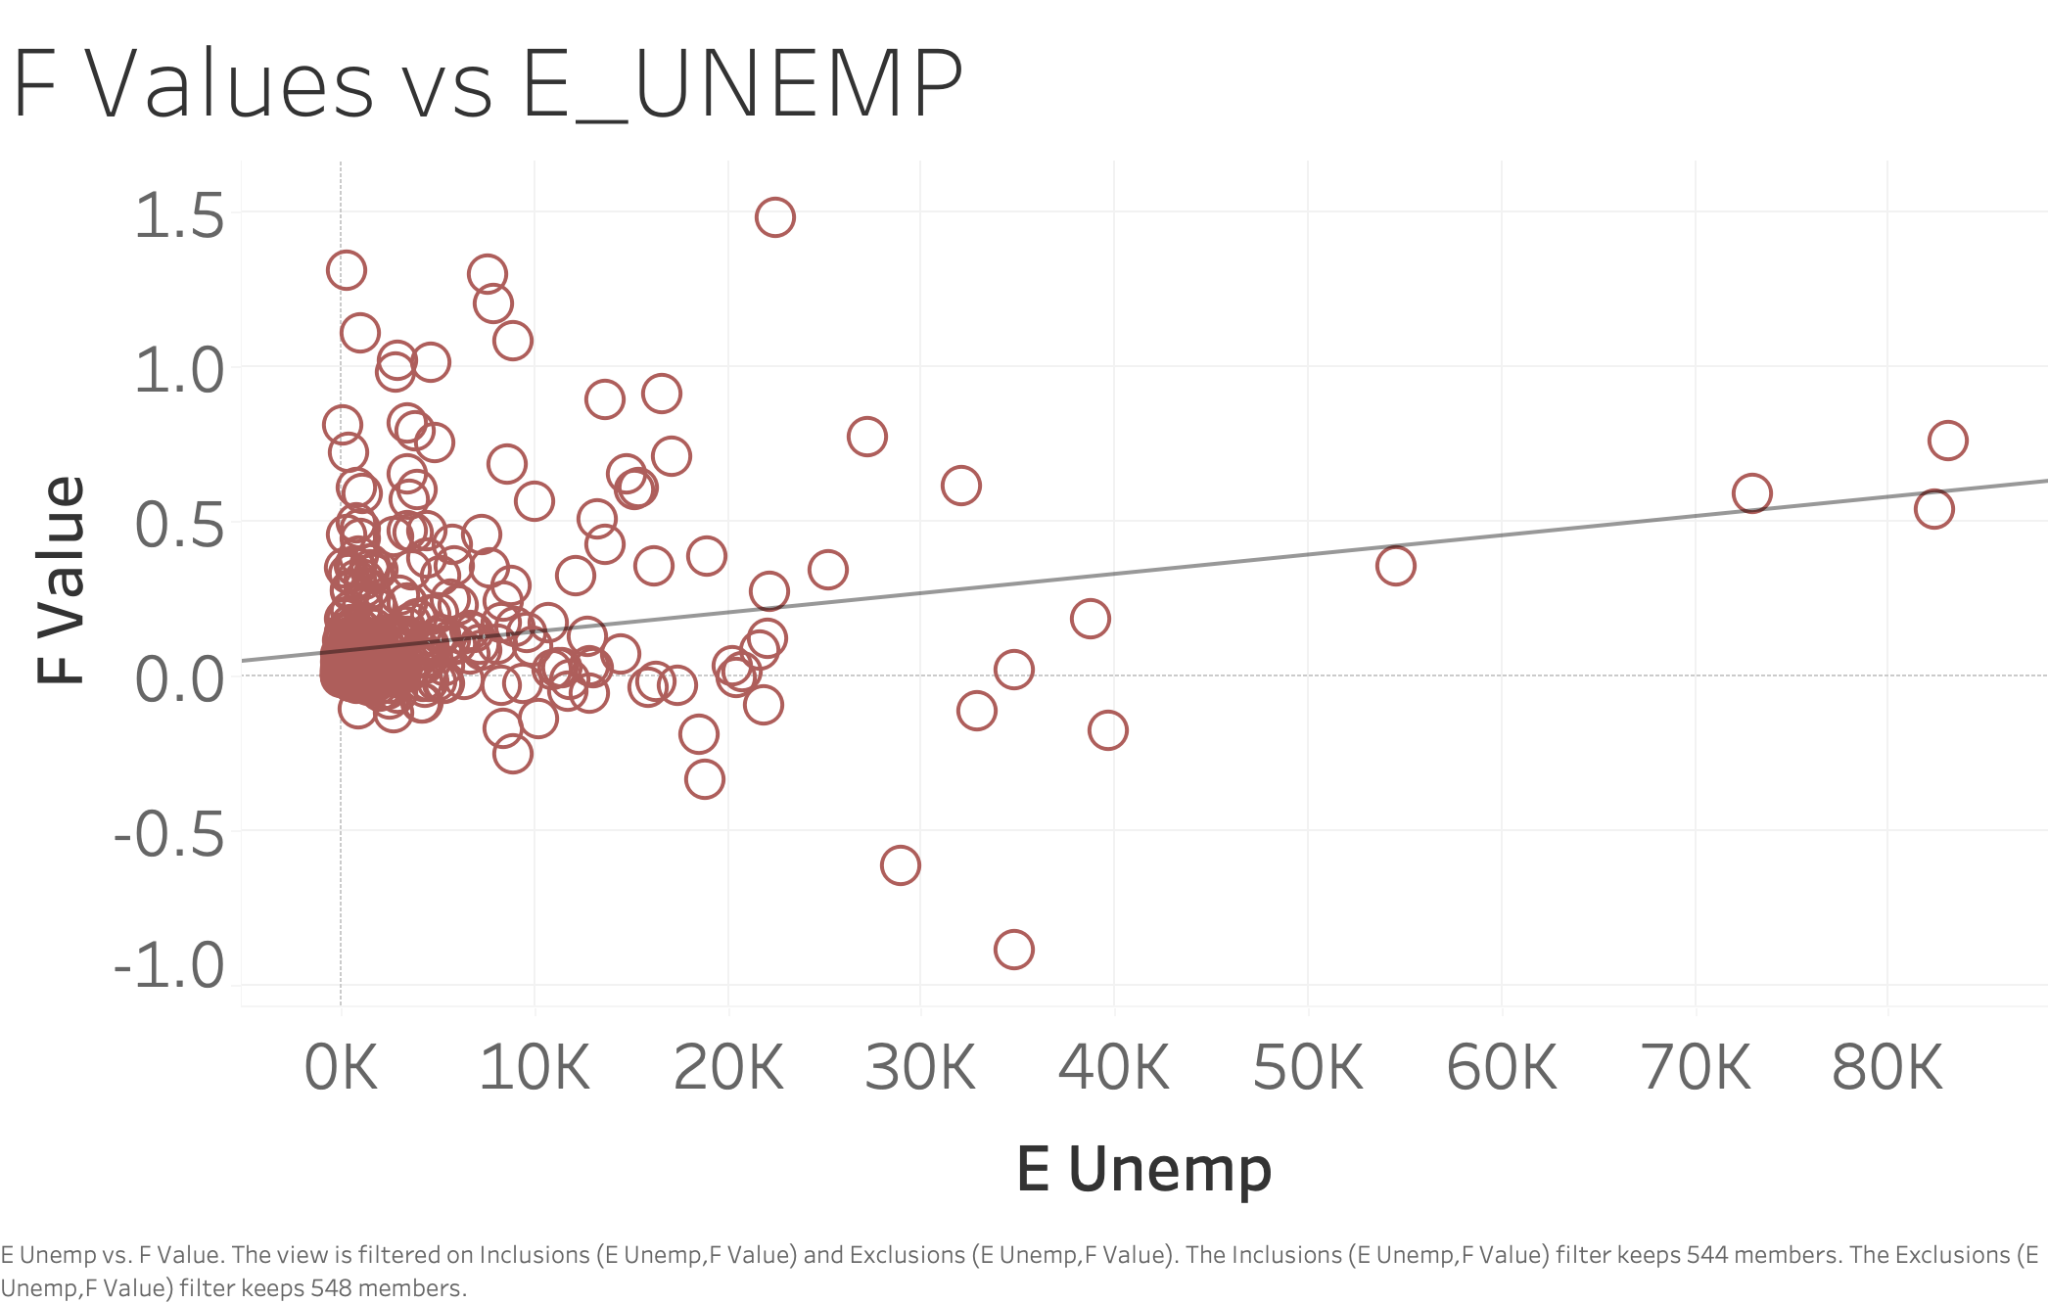 F Values vs E_UNEMP
1.5
1.0
0.5
0.0
-0.5
-1.0
F Value
0K 10K 20K 30K 40K 50K 60K 70K 80K
E Unemp
E Unemp vs. F Value. The view is filtered on Inclusions (E Unemp,F Value) and Exclusions (E Unemp,F Value). The Inclusions (E Unemp,F Value) filter keeps 544 members. The Exclusions (E
Unemp,F Value) filter keeps 548 members.